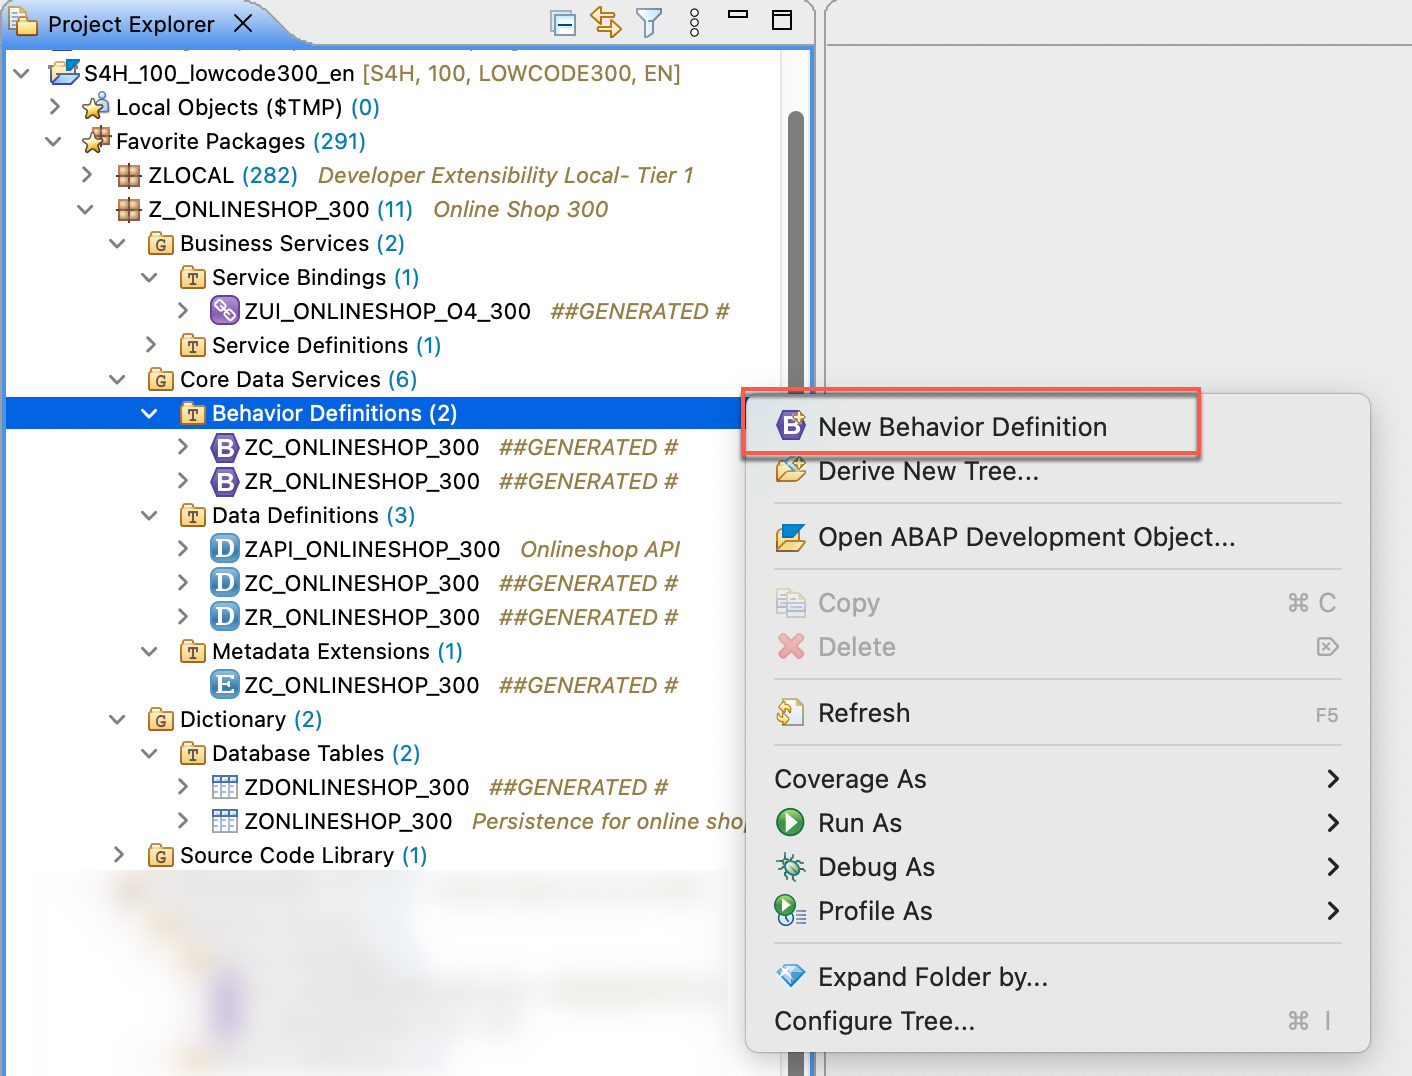 Project Explorer
S4H_100_lowcode300_en [S4H, 100, LOWCODE300, EN]
Local Objects ($TMP) (0)
Favorite Packages (291)
ZLOCAL (282) Developer Extensibility Local- Tier 1
Z_ONLINESHOP_300 (11) Online Shop 300
G Business Services (2)
T Service Bindings (1)
ZUI_ONLINESHOP_O4_300 ##GENERATED #
T Service Definitions (1)
G Core Data Services (6)
T Behavior Definitions (2)
B ZC_ONLINESHOP_300 ##GENERATED #
B ZR_ONLINESHOP_300 ##GENERATED #
T Data Definitions (3)
D ZAPI_ONLINESHOP_300 Onlineshop API
D ZC_ONLINESHOP_300 ##GENERATED #
D ZR_ONLINESHOP_300 ##GENERATED #
T Metadata Extensions (1)
E ZC_ONLINESHOP_300 ##GENERATED #
G Dictionary (2)
T Database Tables (2)
ZDONLINESHOP_300 ##GENERATED #
ZONLINESHOP_300 Persistence for online shop
G Source Code Library (1)
B New Behavior Definition
Derive New Tree...
Open ABAP Development Object...
Copy ⌘ C
Delete ⌦
Refresh F5
Coverage As
Run As
Debug As
Profile As
Expand Folder by...
Configure Tree... ⌘ I